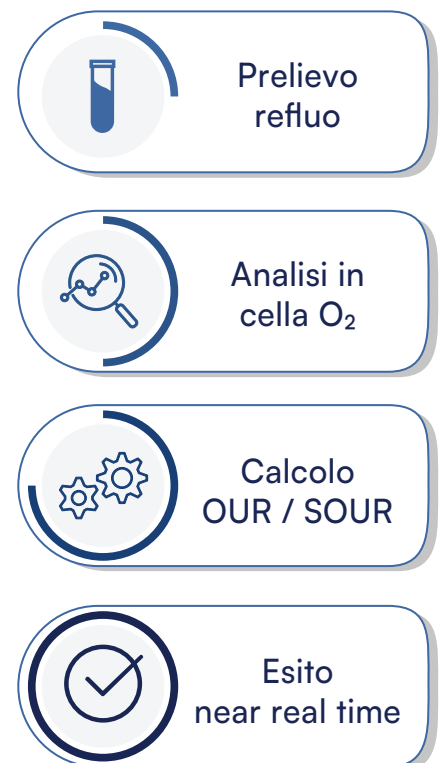 Prelievo
refluo
Analisi in
cella O₂
Calcolo
OUR / SOUR
Esito
near real time